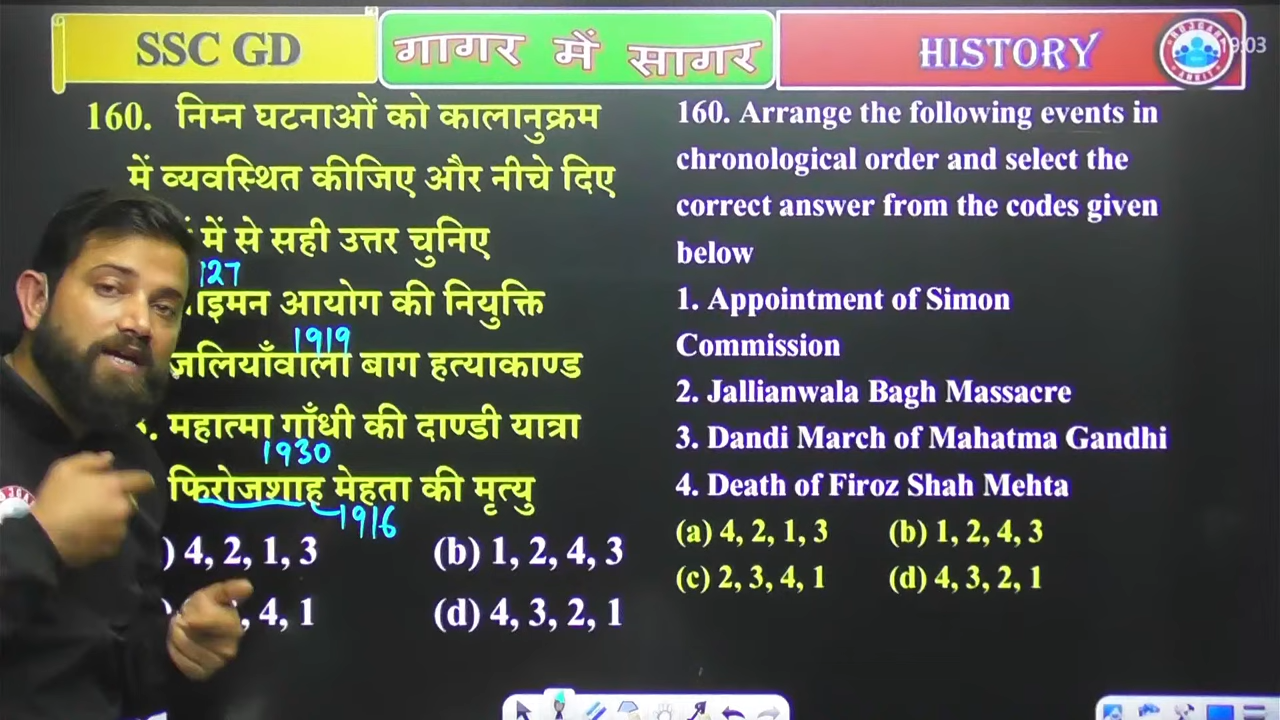 SSC GD
गागर में सागर
HISTORY
19:03
160. निम्न घटनाओं को कालानुक्रम
में व्यवस्थित कीजिए और नीचे दिए
में से सही उत्तर चुनिए
127
इमन आयोग की नियुक्ति
1919
जलियाँवाला बाग हत्याकाण्ड
महात्मा गाँधी की दाण्डी यात्रा
1930
फिरोजशाह मेहता की मृत्यु
1916
) 4, 2, 1, 3 (b) 1, 2, 4, 3
, 4, 1 (d) 4, 3, 2, 1
160. Arrange the following events in
chronological order and select the
correct answer from the codes given
below
1. Appointment of Simon
Commission
2. Jallianwala Bagh Massacre
3. Dandi March of Mahatma Gandhi
4. Death of Firoz Shah Mehta
(a) 4, 2, 1, 3 (b) 1, 2, 4, 3
(c) 2, 3, 4, 1 (d) 4, 3, 2, 1